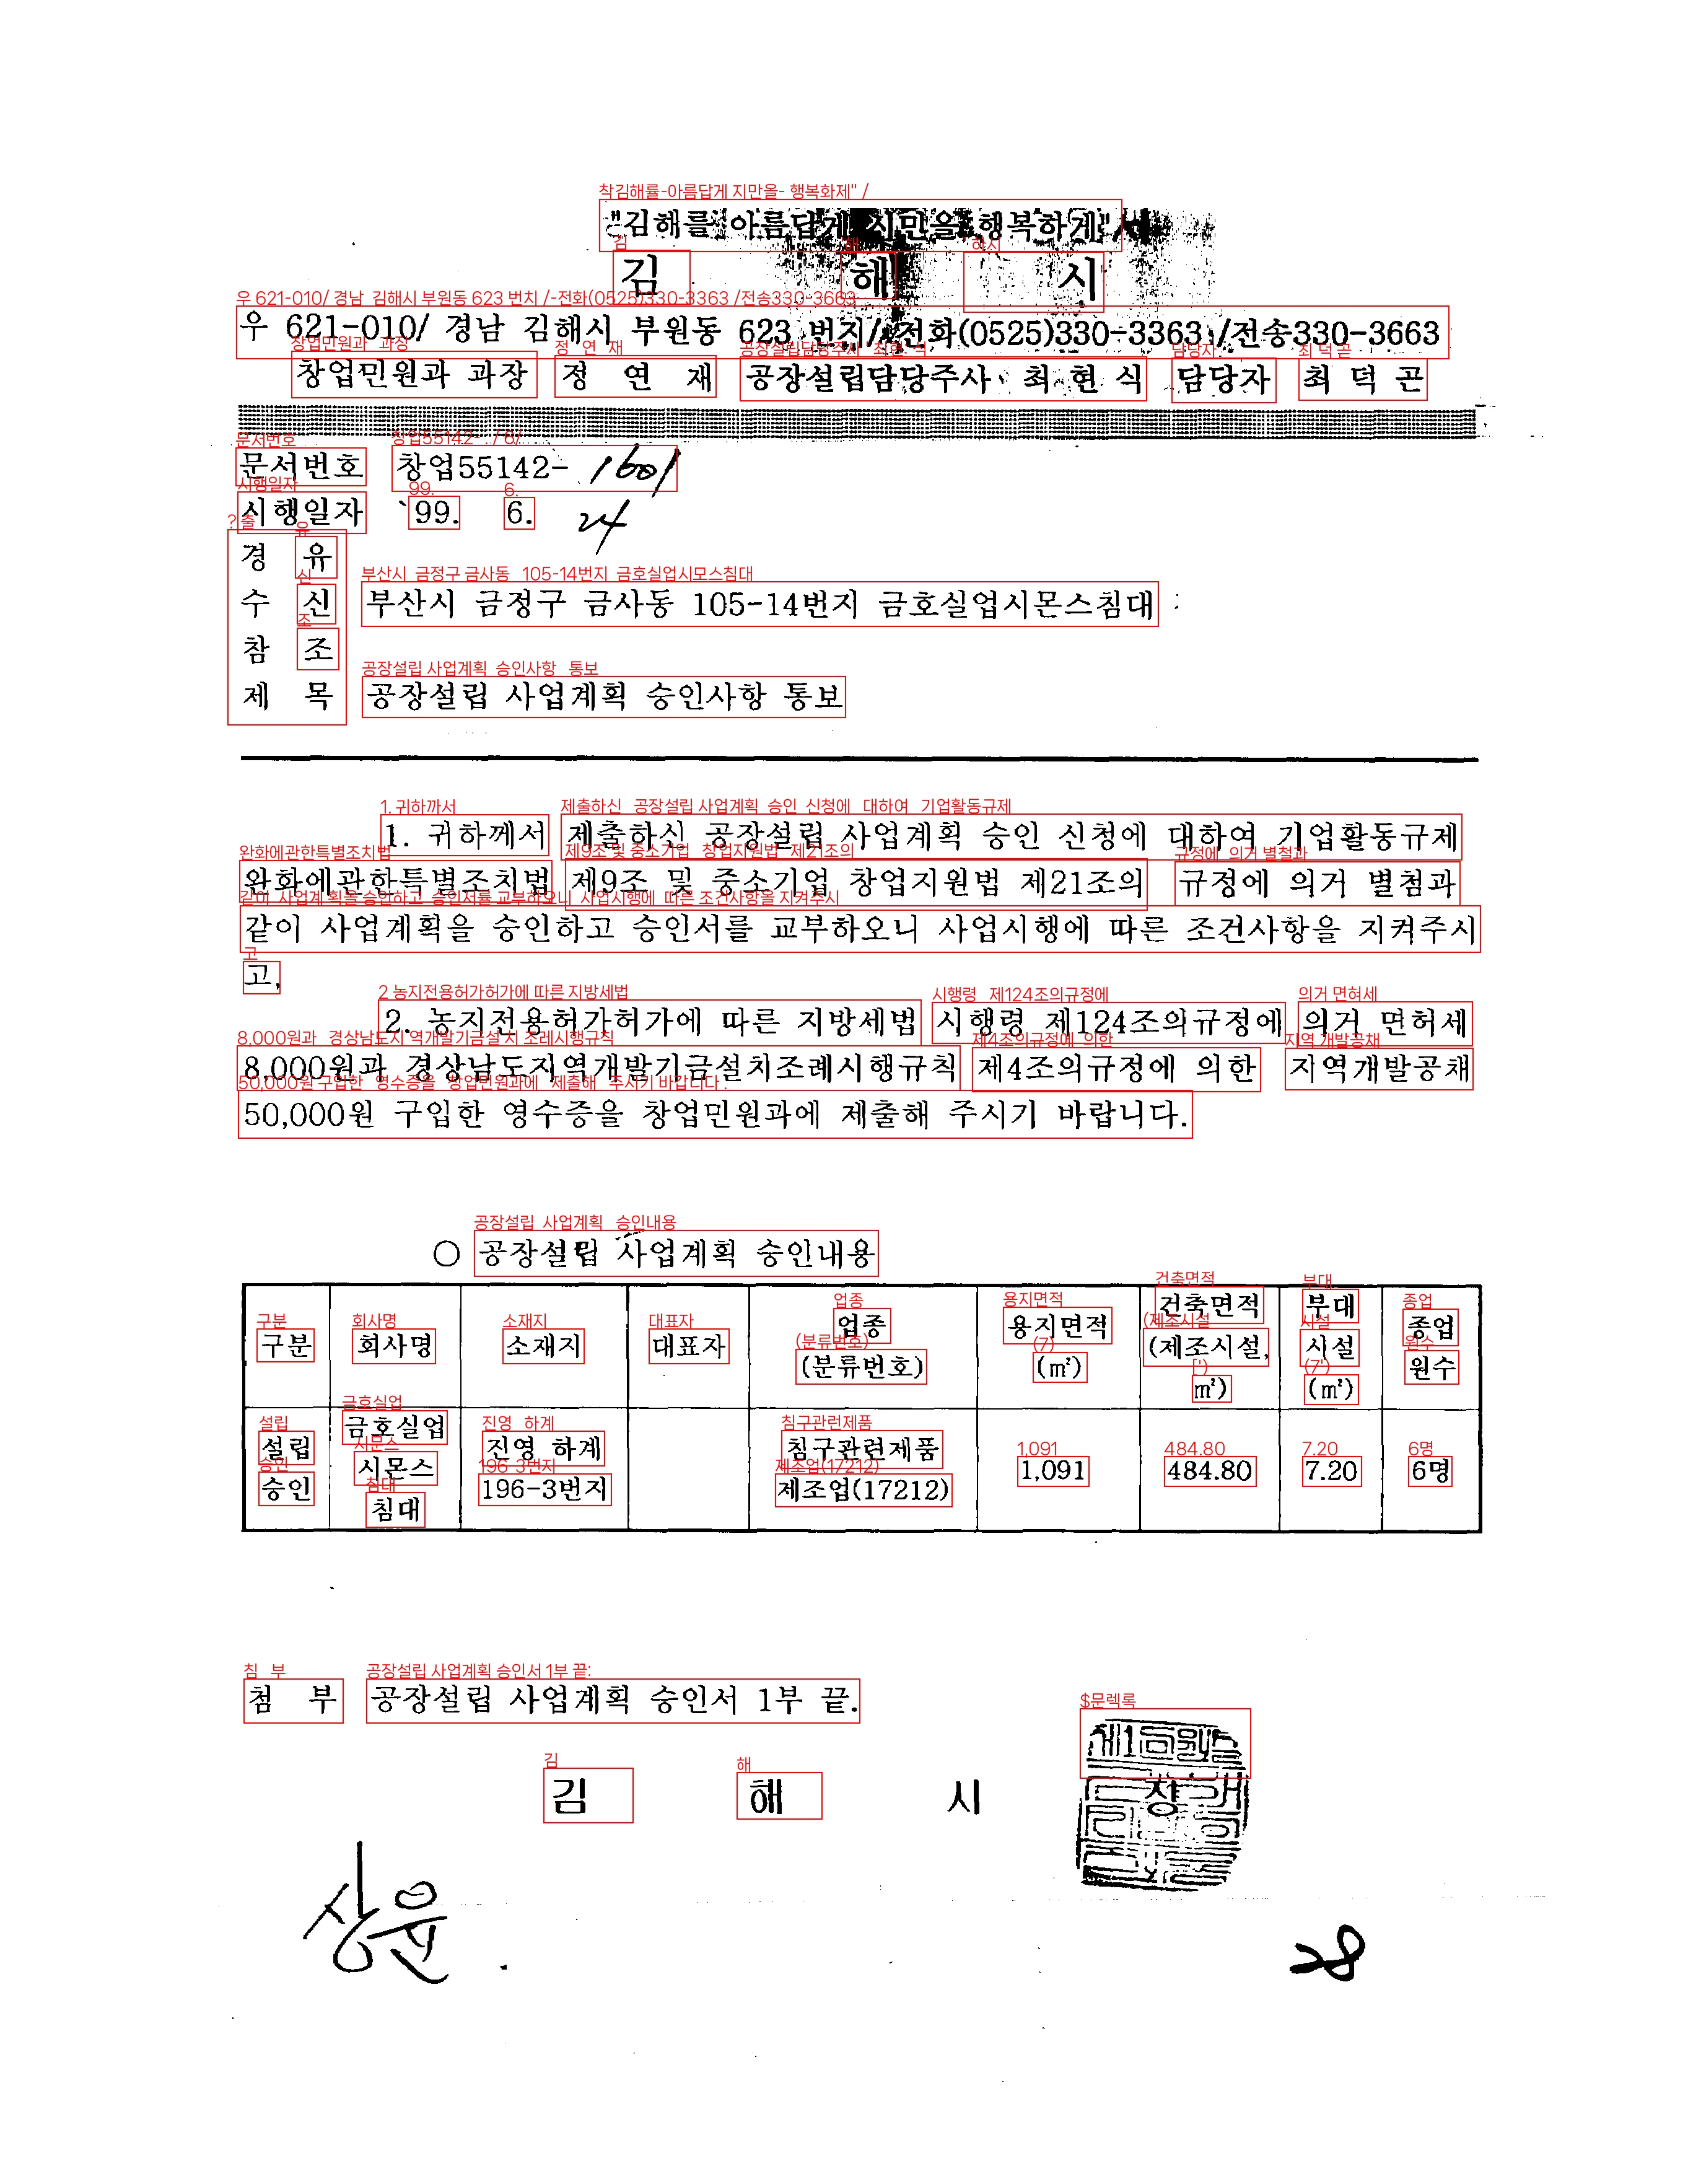 "김해를 아름답게 시민을 행복하게"
김 해 시
우 621-010/ 경남 김해시 부원동 623 번지/ 전화(0525)330-3363 /전송330-3663
창업민원과 과장 정 연 재 공장설립담당주사 최 현 식 담당자 최 덕 곤
문서번호 창업55142- 1601
시행일자 `99. 6. 24
경 유
수 신 부산시 금정구 금사동 105-14번지 금호실업시몬스침대
참 조
제 목 공장설립 사업계획 승인사항 통보
1. 귀하께서 제출하신 공장설립 사업계획 승인 신청에 대하여 기업활동규제
완화에관한특별조치법 제9조 및 중소기업 창업지원법 제21조의 규정에 의거 별첨과
같이 사업계획을 승인하고 승인서를 교부하오니 사업시행에 따른 조건사항을 지켜주시
고,
2. 농지전용허가허가에 따른 지방세법 시행령 제124조의규정에 의거 면허세
8,000원과 경상남도지역개발기금설치조례시행규칙 제4조의규정에 의한 지역개발공채
50,000원 구입한 영수증을 창업민원과에 제출해 주시기 바랍니다.
○ 공장설립 사업계획 승인내용
구분 회사명 소재지 대표자 업종 (분류번호) 용지면적 (㎡) 건축면적 (제조시설, ㎡) 부대 시설 (㎡) 종업 원수
설립 승인 금호실업 시몬스 침대 진영 하계 196-3번지 침구관련제품 제조업(17212) 1,091 484.80 7.20 6명
첨 부 공장설립 사업계획 승인서 1부 끝.
김 해 시 장
28